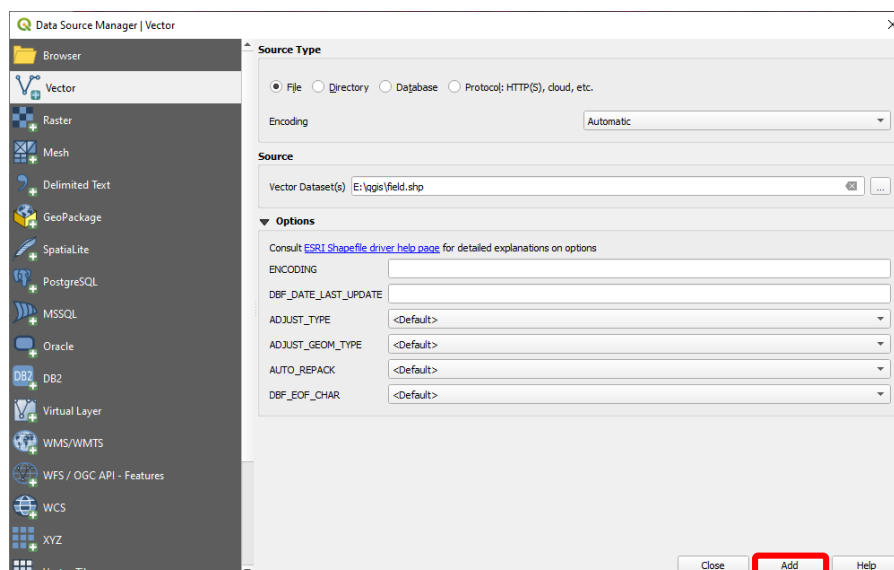 Data Source Manager | Vector
Browser
Vector
Raster
Mesh
Delimited Text
GeoPackage
SpatiaLite
PostgreSQL
MSSQL
Oracle
DB2
DB2
Virtual Layer
WMS/WMTS
WFS / OGC API - Features
WCS
XYZ
Source Type
File Directory Database Protocol: HTTP(S), cloud, etc.
Encoding Automatic
Source
Vector Dataset(s) E:\qgis\field.shp ...
Options
Consult ESRI Shapefile driver help page for detailed explanations on options
ENCODING
DBF_DATE_LAST_UPDATE
ADJUST_TYPE <Default>
ADJUST_GEOM_TYPE <Default>
AUTO_REPACK <Default>
DBF_EOF_CHAR <Default>
Close Add Help